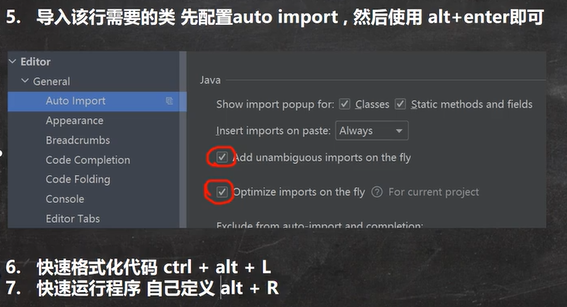 5. 导入该行需要的类 先配置auto import , 然后使用 alt+enter即可
Editor
General
Auto Import
Appearance
Breadcrumbs
Code Completion
Code Folding
Console
Editor Tabs
Java
Show import popup for: Classes Static methods and fields
Insert imports on paste: Always
Add unambiguous imports on the fly
Optimize imports on the fly ? For current project
Exclude from auto-import and completion:
6. 快速格式化代码 ctrl + alt + L
7. 快速运行程序 自己定义 alt + R